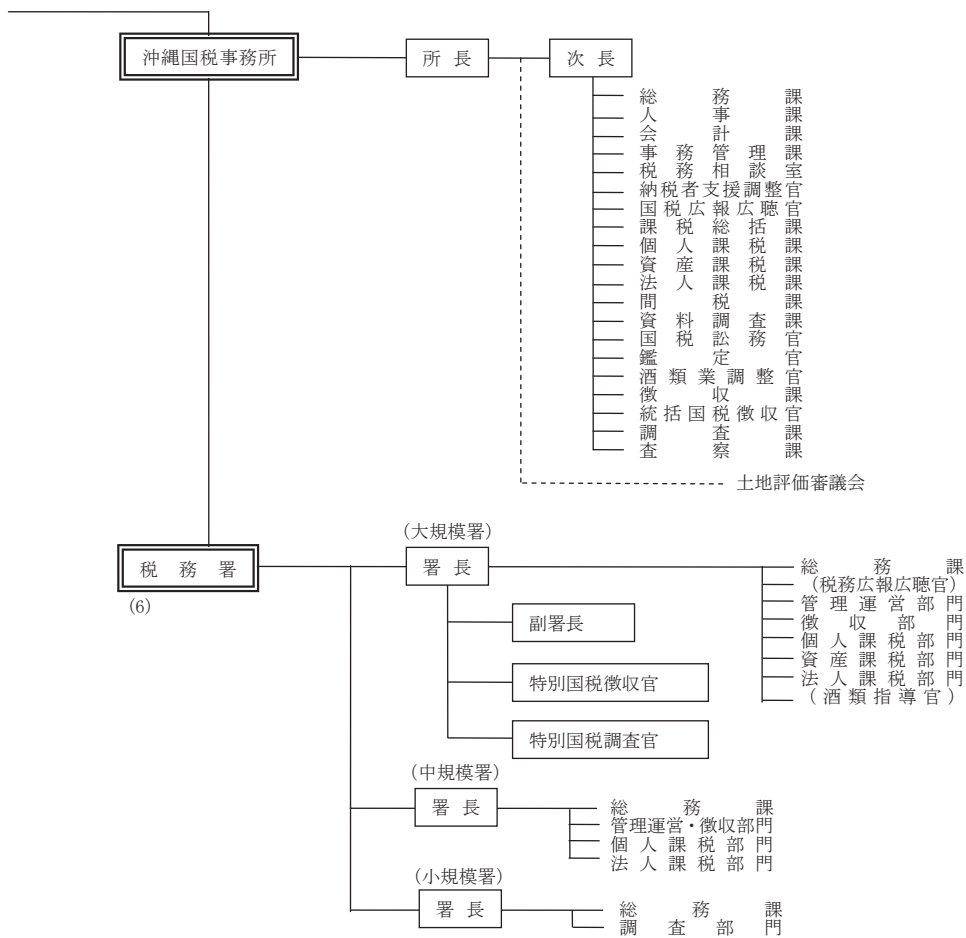 沖縄国税事務所
所長
次長
総務課
人事課
会計課
事務管理課
税務相談室
納税者支援調整官
国税広報広聴官
課税総括課
個人課税課
資産課税課
法人課税課
間税課
資料調査課
国税訟務官
鑑定官
酒類業調整官
徴収課
統括国税徴収官
調査課
査察課
土地評価審議会
税務署
(6)
(大規模署)
署長
副署長
特別国税徴収官
特別国税調査官
総務課
(税務広報広聴官)
管理運営部門
徴収部門
個人課税部門
資産課税部門
法人課税部門
(酒類指導官)
(中規模署)
署長
総務課
管理運営・徴収部門
個人課税部門
法人課税部門
(小規模署)
署長
総務課
調査部門